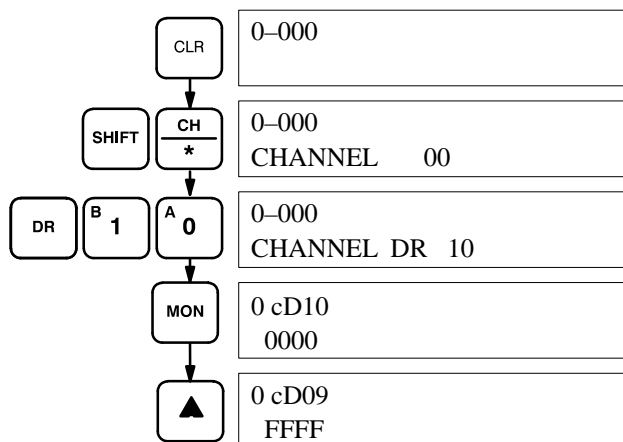 CLR
0–000
SHIFT CH *
0–000
CHANNEL 00
DR B 1 A 0
0–000
CHANNEL DR 10
MON
0 cD10
0000
0 cD09
FFFF